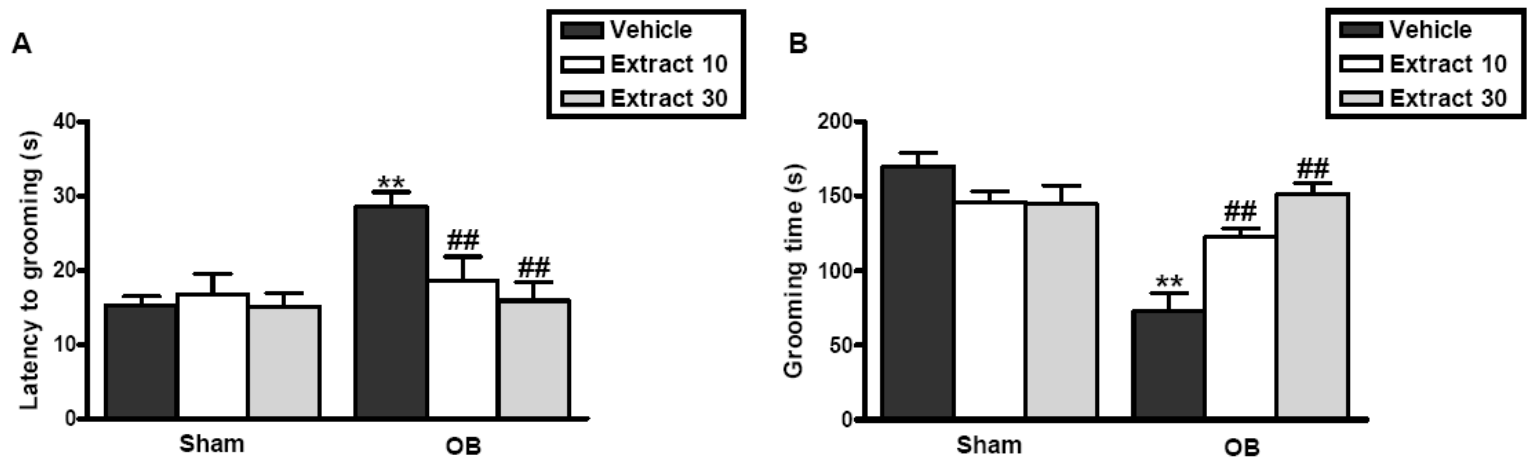 A
Vehicle
Extract 10
Extract 30
Latency to grooming (s)
40
30
20
10
0
**
##
##
Sham
OB
B
Vehicle
Extract 10
Extract 30
Grooming time (s)
200
150
100
50
0
**
##
##
Sham
OB